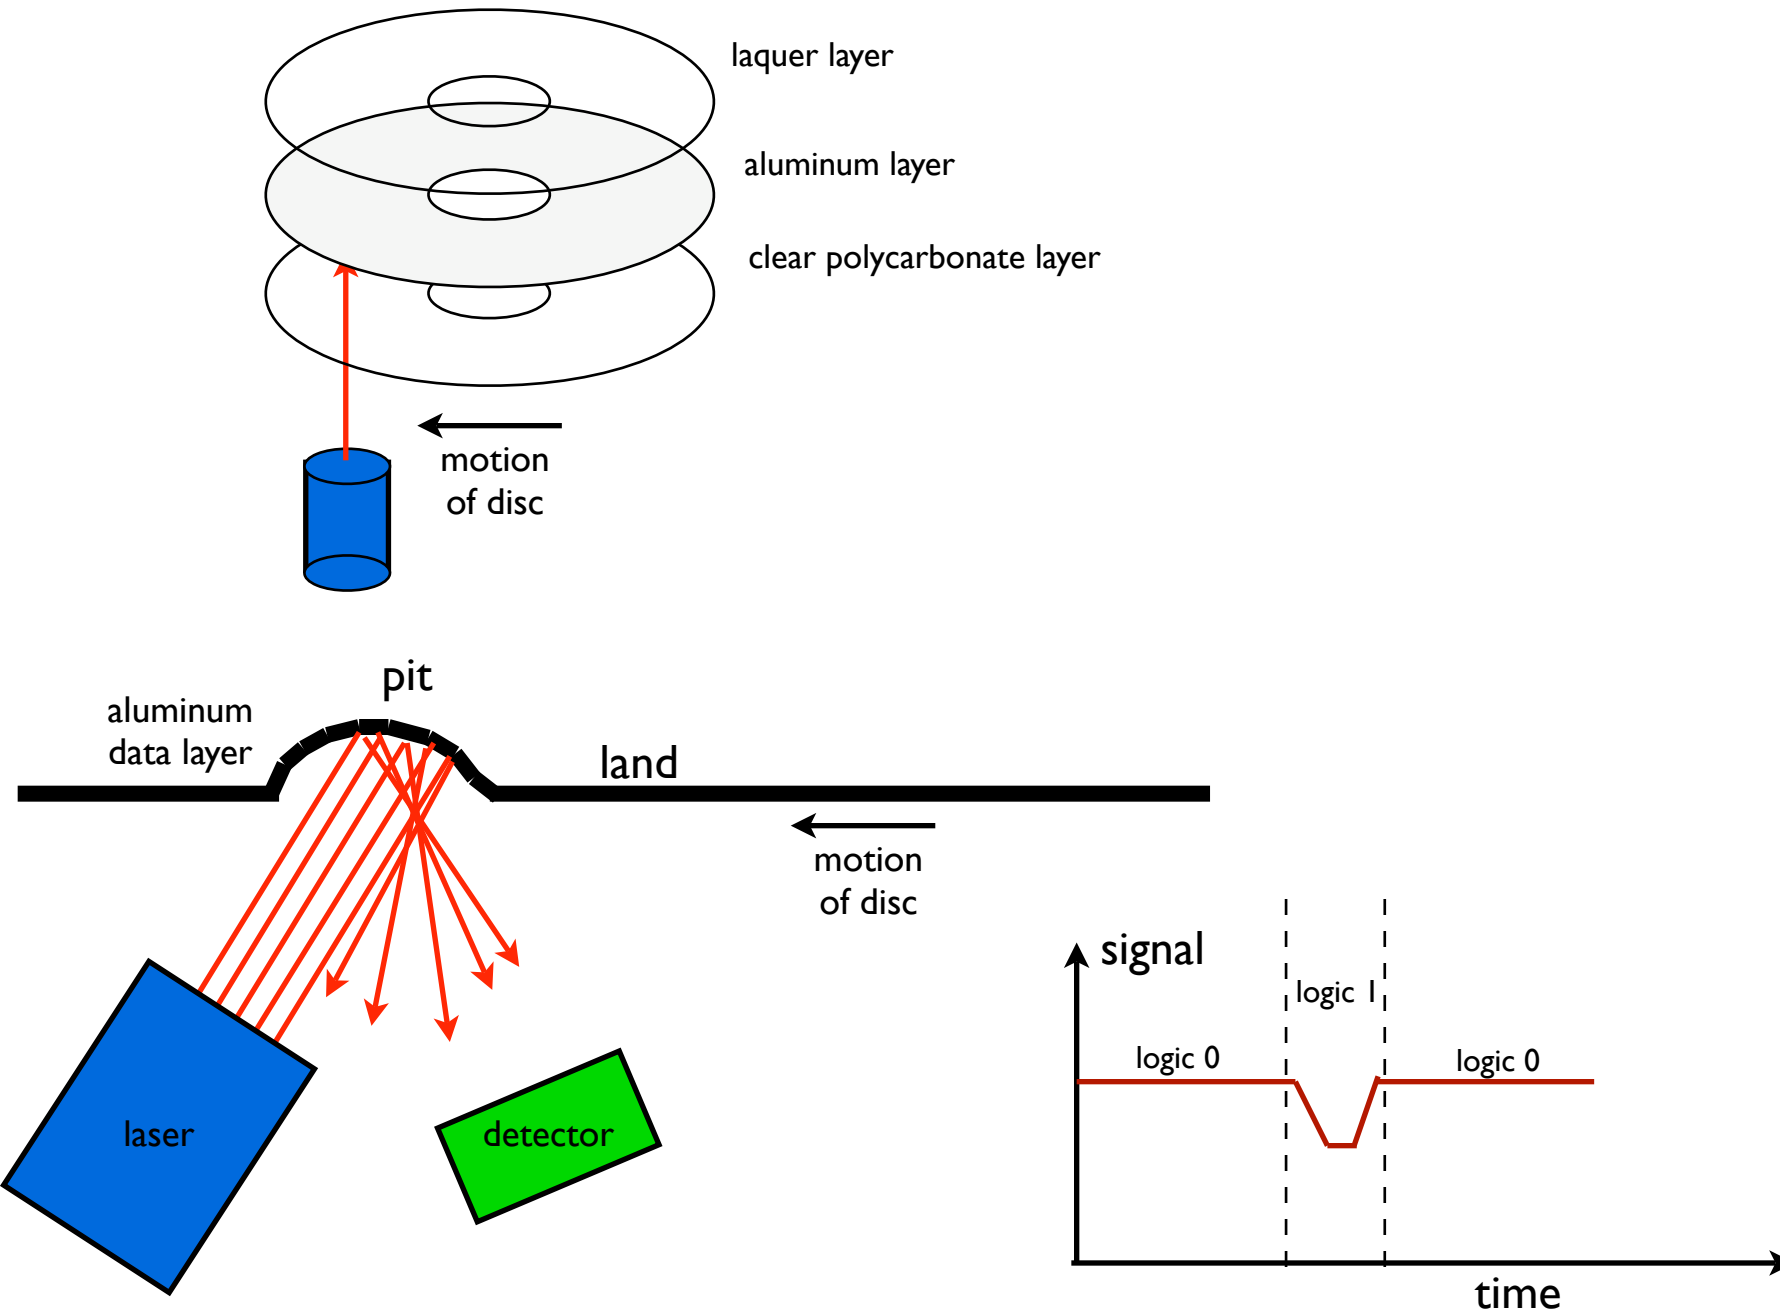 laquer layer
aluminum layer
clear polycarbonate layer
motion
of disc
pit
aluminum
data layer
land
motion
of disc
signal
logic 1
logic 0
logic 0
laser
detector
time